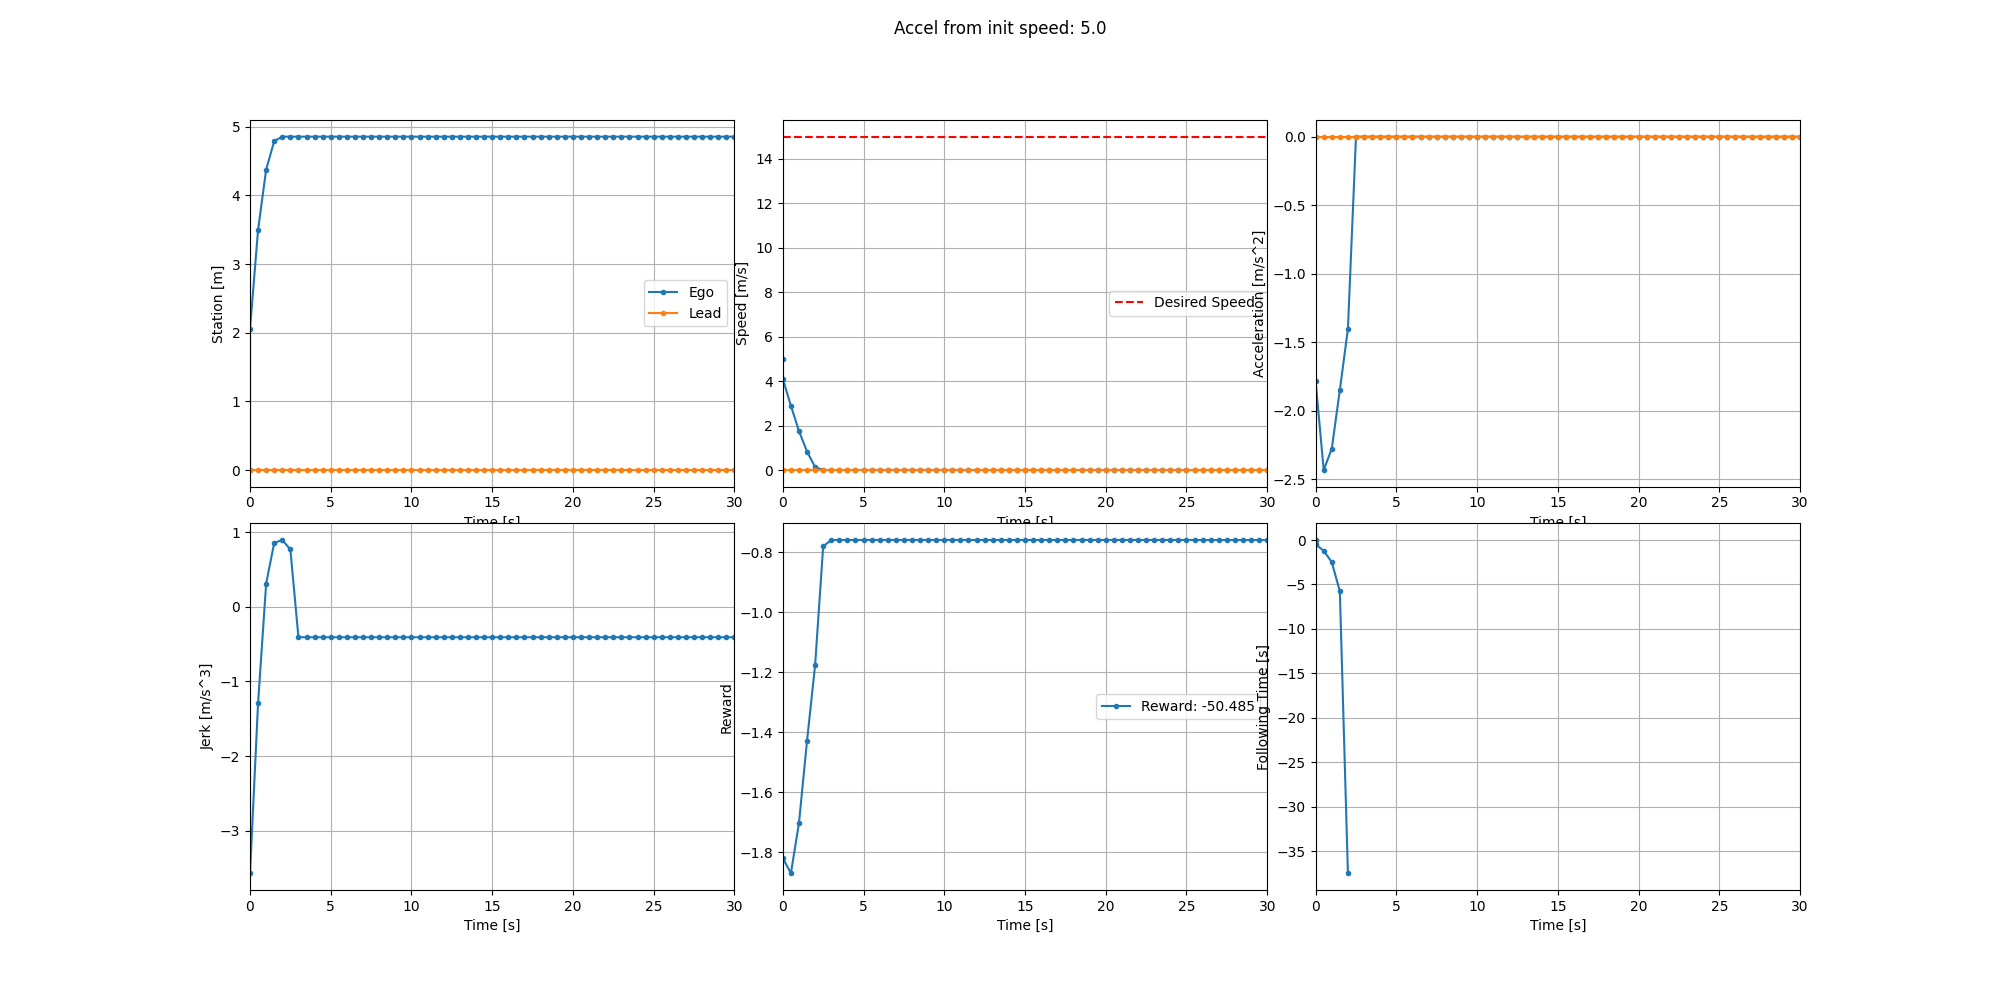 Accel from init speed: 5.0
5
4
3
2
1
0
Station [m]
Ego
Lead
0 5 10 15 20 25 30
Time [s]
14
12
10
8
6
4
2
0
Speed [m/s]
Desired Speed
0 5 10 15 20 25 30
Time [s]
0.0
−0.5
−1.0
−1.5
−2.0
−2.5
Acceleration [m/s^2]
0 5 10 15 20 25 30
Time [s]
1
0
−1
−2
−3
Jerk [m/s^3]
0 5 10 15 20 25 30
Time [s]
−0.8
−1.0
−1.2
−1.4
−1.6
−1.8
Reward
Reward: -50.485
0 5 10 15 20 25 30
Time [s]
0
−5
−10
−15
−20
−25
−30
−35
Following Time [s]
0 5 10 15 20 25 30
Time [s]